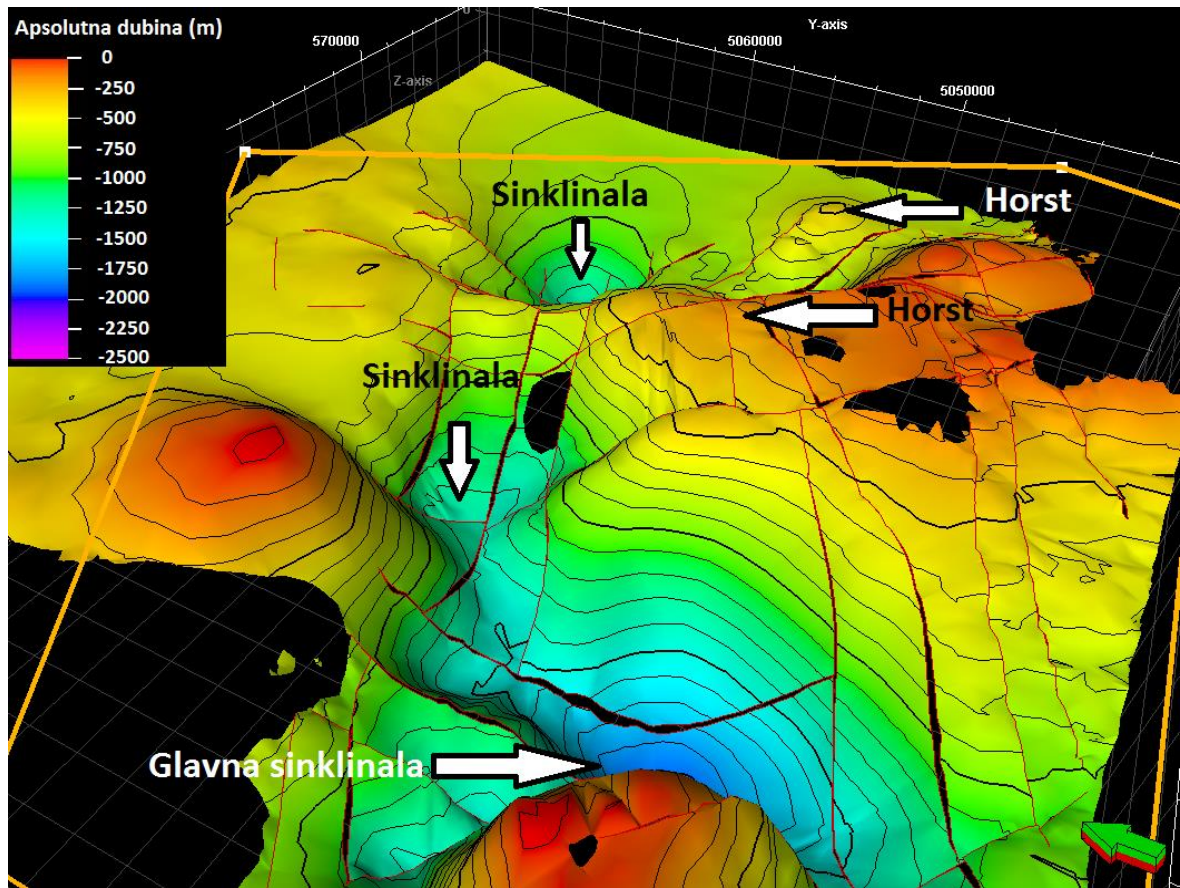 Apsolutna dubina (m)
0
-250
-500
-750
-1000
-1250
-1500
-1750
-2000
-2250
-2500
0
Y-axis
570000
5060000
Z-axis
5050000
Sinklinala
Horst
Horst
Sinklinala
Glavna sinklinala